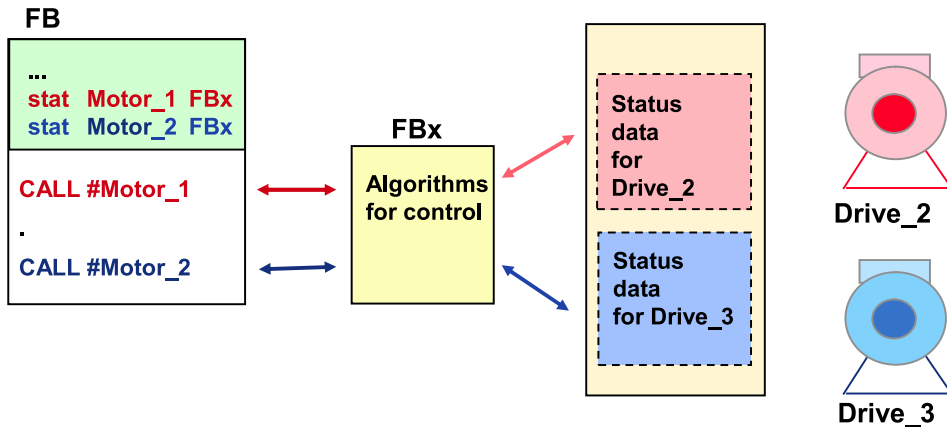 FB
...
stat Motor_1 FBx
stat Motor_2 FBx
CALL #Motor_1
.
CALL #Motor_2
FBx
Algorithms
for control
Status
data
for
Drive_2
Status
data
for Drive_3
Drive_2
Drive_3